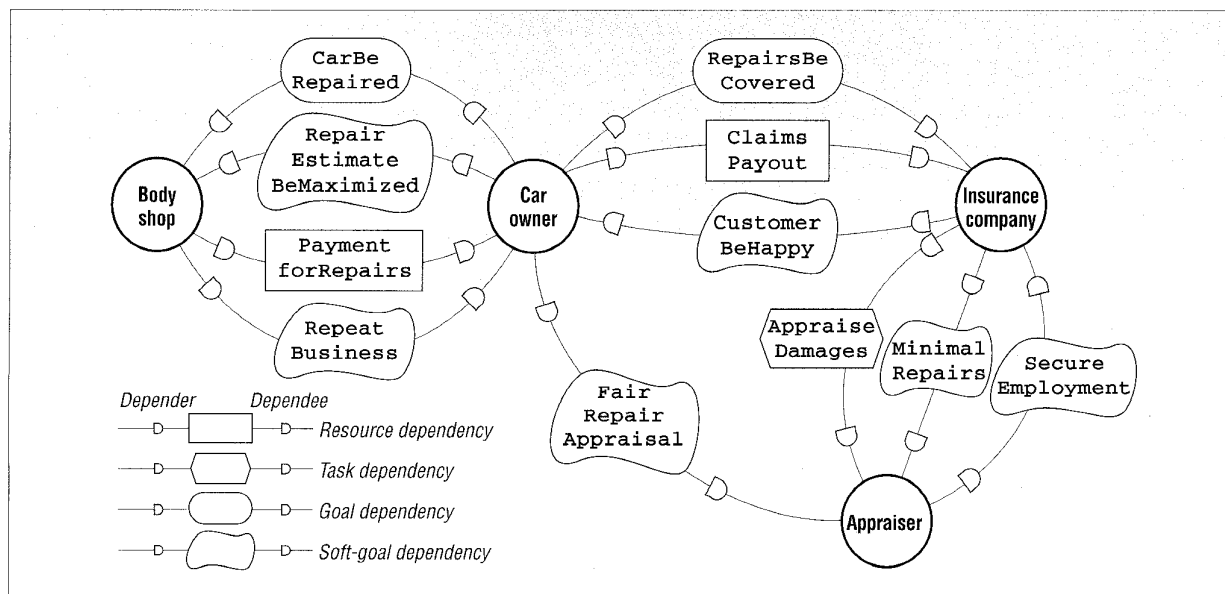 CarBe
Repaired
RepairsBe
Covered
Repair
Estimate
BeMaximized
Claims
Payout
Body
shop
Car
owner
Insurance
company
Customer
BeHappy
Payment
forRepairs
Repeat
Business
Appraise
Damages
Minimal
Repairs
Secure
Employment
Fair
Repair
Appraisal
Appraiser
Depender Dependee
Resource dependency
Task dependency
Goal dependency
Soft-goal dependency